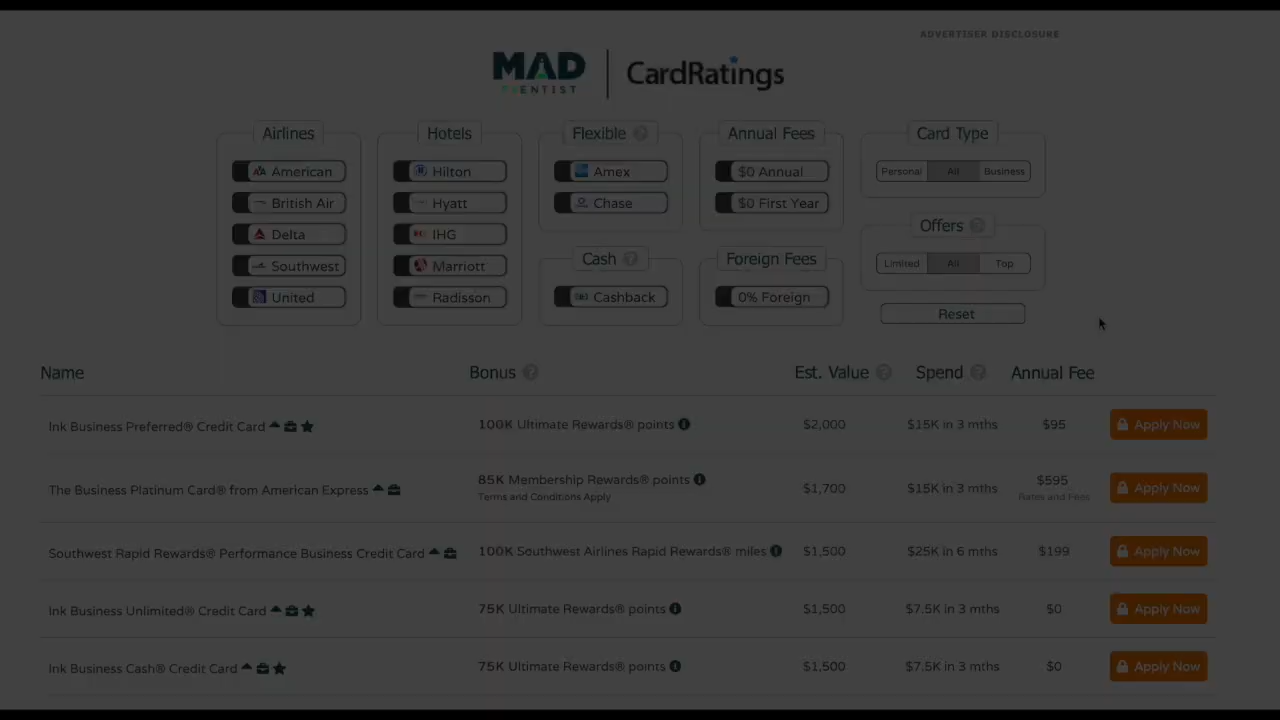 ADVERTISER DISCLOSURE
MAD FIENTIST CardRatings
Airlines
American
British Air
Delta
Southwest
United
Hotels
Hilton
Hyatt
IHG
Marriott
Radisson
Flexible ?
Amex
Chase
Cash ?
Cashback
Annual Fees
$0 Annual
$0 First Year
Foreign Fees
0% Foreign
Card Type
Personal All Business
Offers ?
Limited All Top
Reset
Name Bonus ? Est. Value ? Spend ? Annual Fee
Ink Business Preferred® Credit Card 100K Ultimate Rewards® points $2,000 $15K in 3 mths $95 Apply Now
The Business Platinum Card® from American Express 85K Membership Rewards® points $1,700 $15K in 3 mths $595 Apply Now
Terms and Conditions Apply Rates and Fees
Southwest Rapid Rewards® Performance Business Credit Card 100K Southwest Airlines Rapid Rewards® miles $1,500 $25K in 6 mths $199 Apply Now
Ink Business Unlimited® Credit Card 75K Ultimate Rewards® points $1,500 $7.5K in 3 mths $0 Apply Now
Ink Business Cash® Credit Card 75K Ultimate Rewards® points $1,500 $7.5K in 3 mths $0 Apply Now